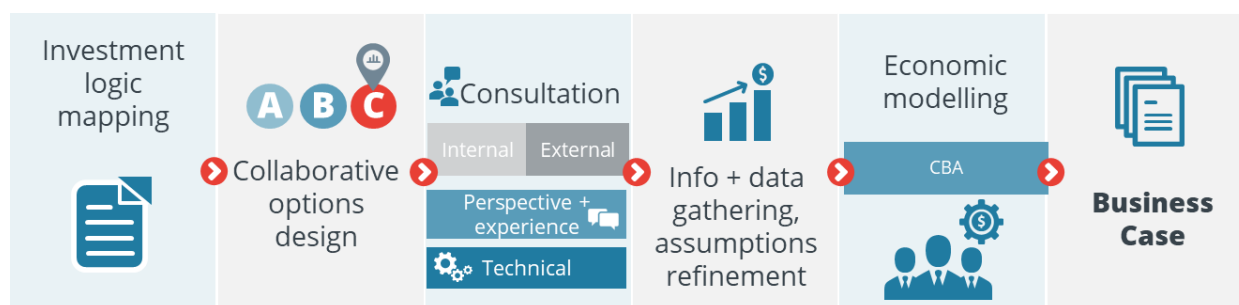 Investment
logic
mapping
A B C
Collaborative
options
design
Consultation
Internal External
Perspective +
experience
Technical
$
Info + data
gathering,
assumptions
refinement
Economic
modelling
CBA
$
Business
Case